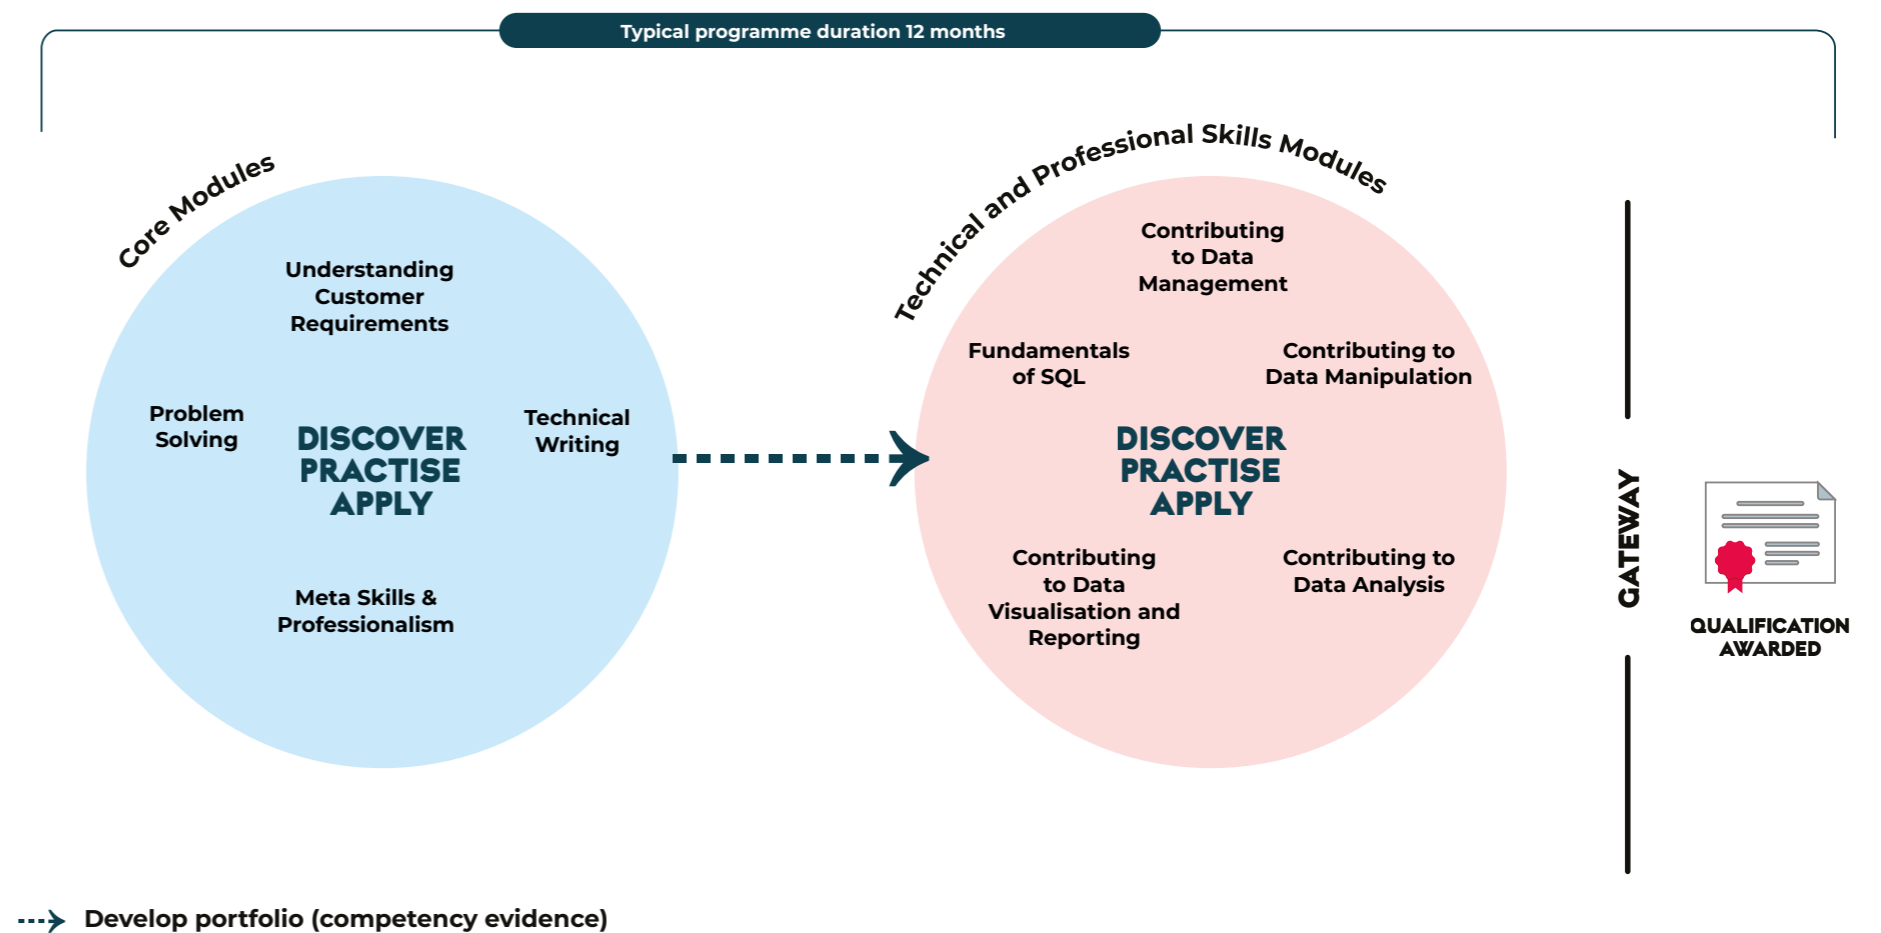 Typical programme duration 12 months
Core Modules
Understanding
Customer
Requirements
Problem
Solving
DISCOVER
PRACTISE
APPLY
Technical
Writing
Meta Skills &
Professionalism
Technical and Professional Skills Modules
Contributing
to Data
Management
Fundamentals
of SQL
Contributing to
Data Manipulation
DISCOVER
PRACTISE
APPLY
Contributing
to Data
Visualisation and
Reporting
Contributing to
Data Analysis
GATEWAY
QUALIFICATION
AWARDED
Develop portfolio (competency evidence)